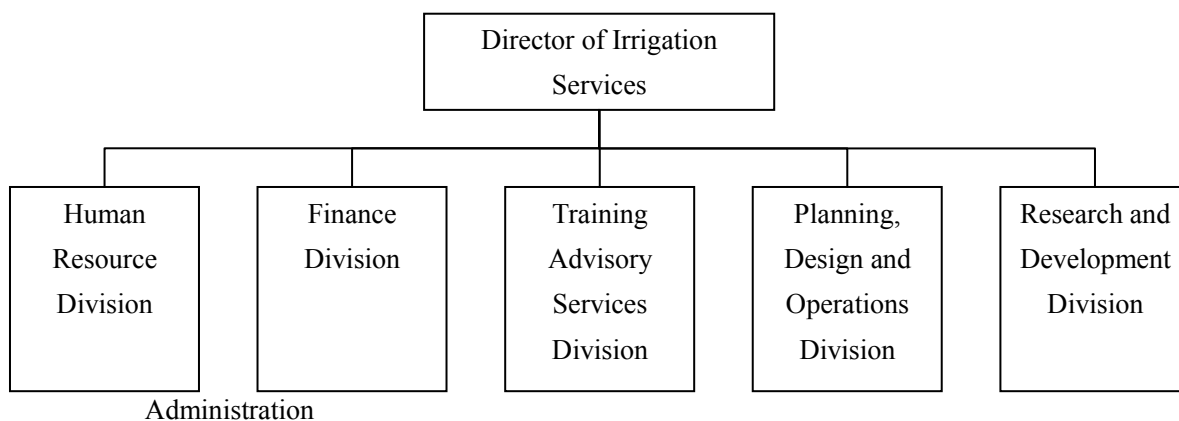 Director of Irrigation
Services
Human
Resource
Division
Finance
Division
Training
Advisory
Services
Division
Planning,
Design and
Operations
Division
Research and
Development
Division
Administration